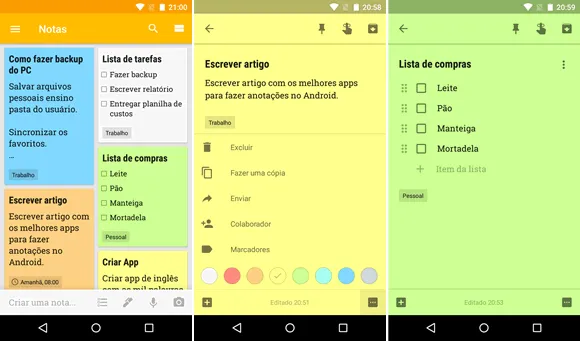 21:00
Notas
Como fazer backup
do PC
Salvar arquivos
pessoais ensino
pasta do usuário.
Sincronizar os
favoritos.
...
Trabalho
Escrever artigo
Escrever artigo com
os melhores apps
para fazer
anotações no
Android.
Amanhã, 08:00
Lista de tarefas
Fazer backup
Escrever relatório
Entregar planilha de
custos
Trabalho
Lista de compras
Leite
Pão
Manteiga
Mortadela
Pessoal
Criar App
Criar app de inglês
com os mil palavras
Criar uma nota...
20:58
Escrever artigo
Escrever artigo com os melhores apps
para fazer anotações no Android.
Trabalho
Excluir
Fazer uma cópia
Enviar
Colaborador
Marcadores
Editado 20:51
20:59
Lista de compras
Leite
Pão
Manteiga
Mortadela
Item da lista
Pessoal
Editado 20:53